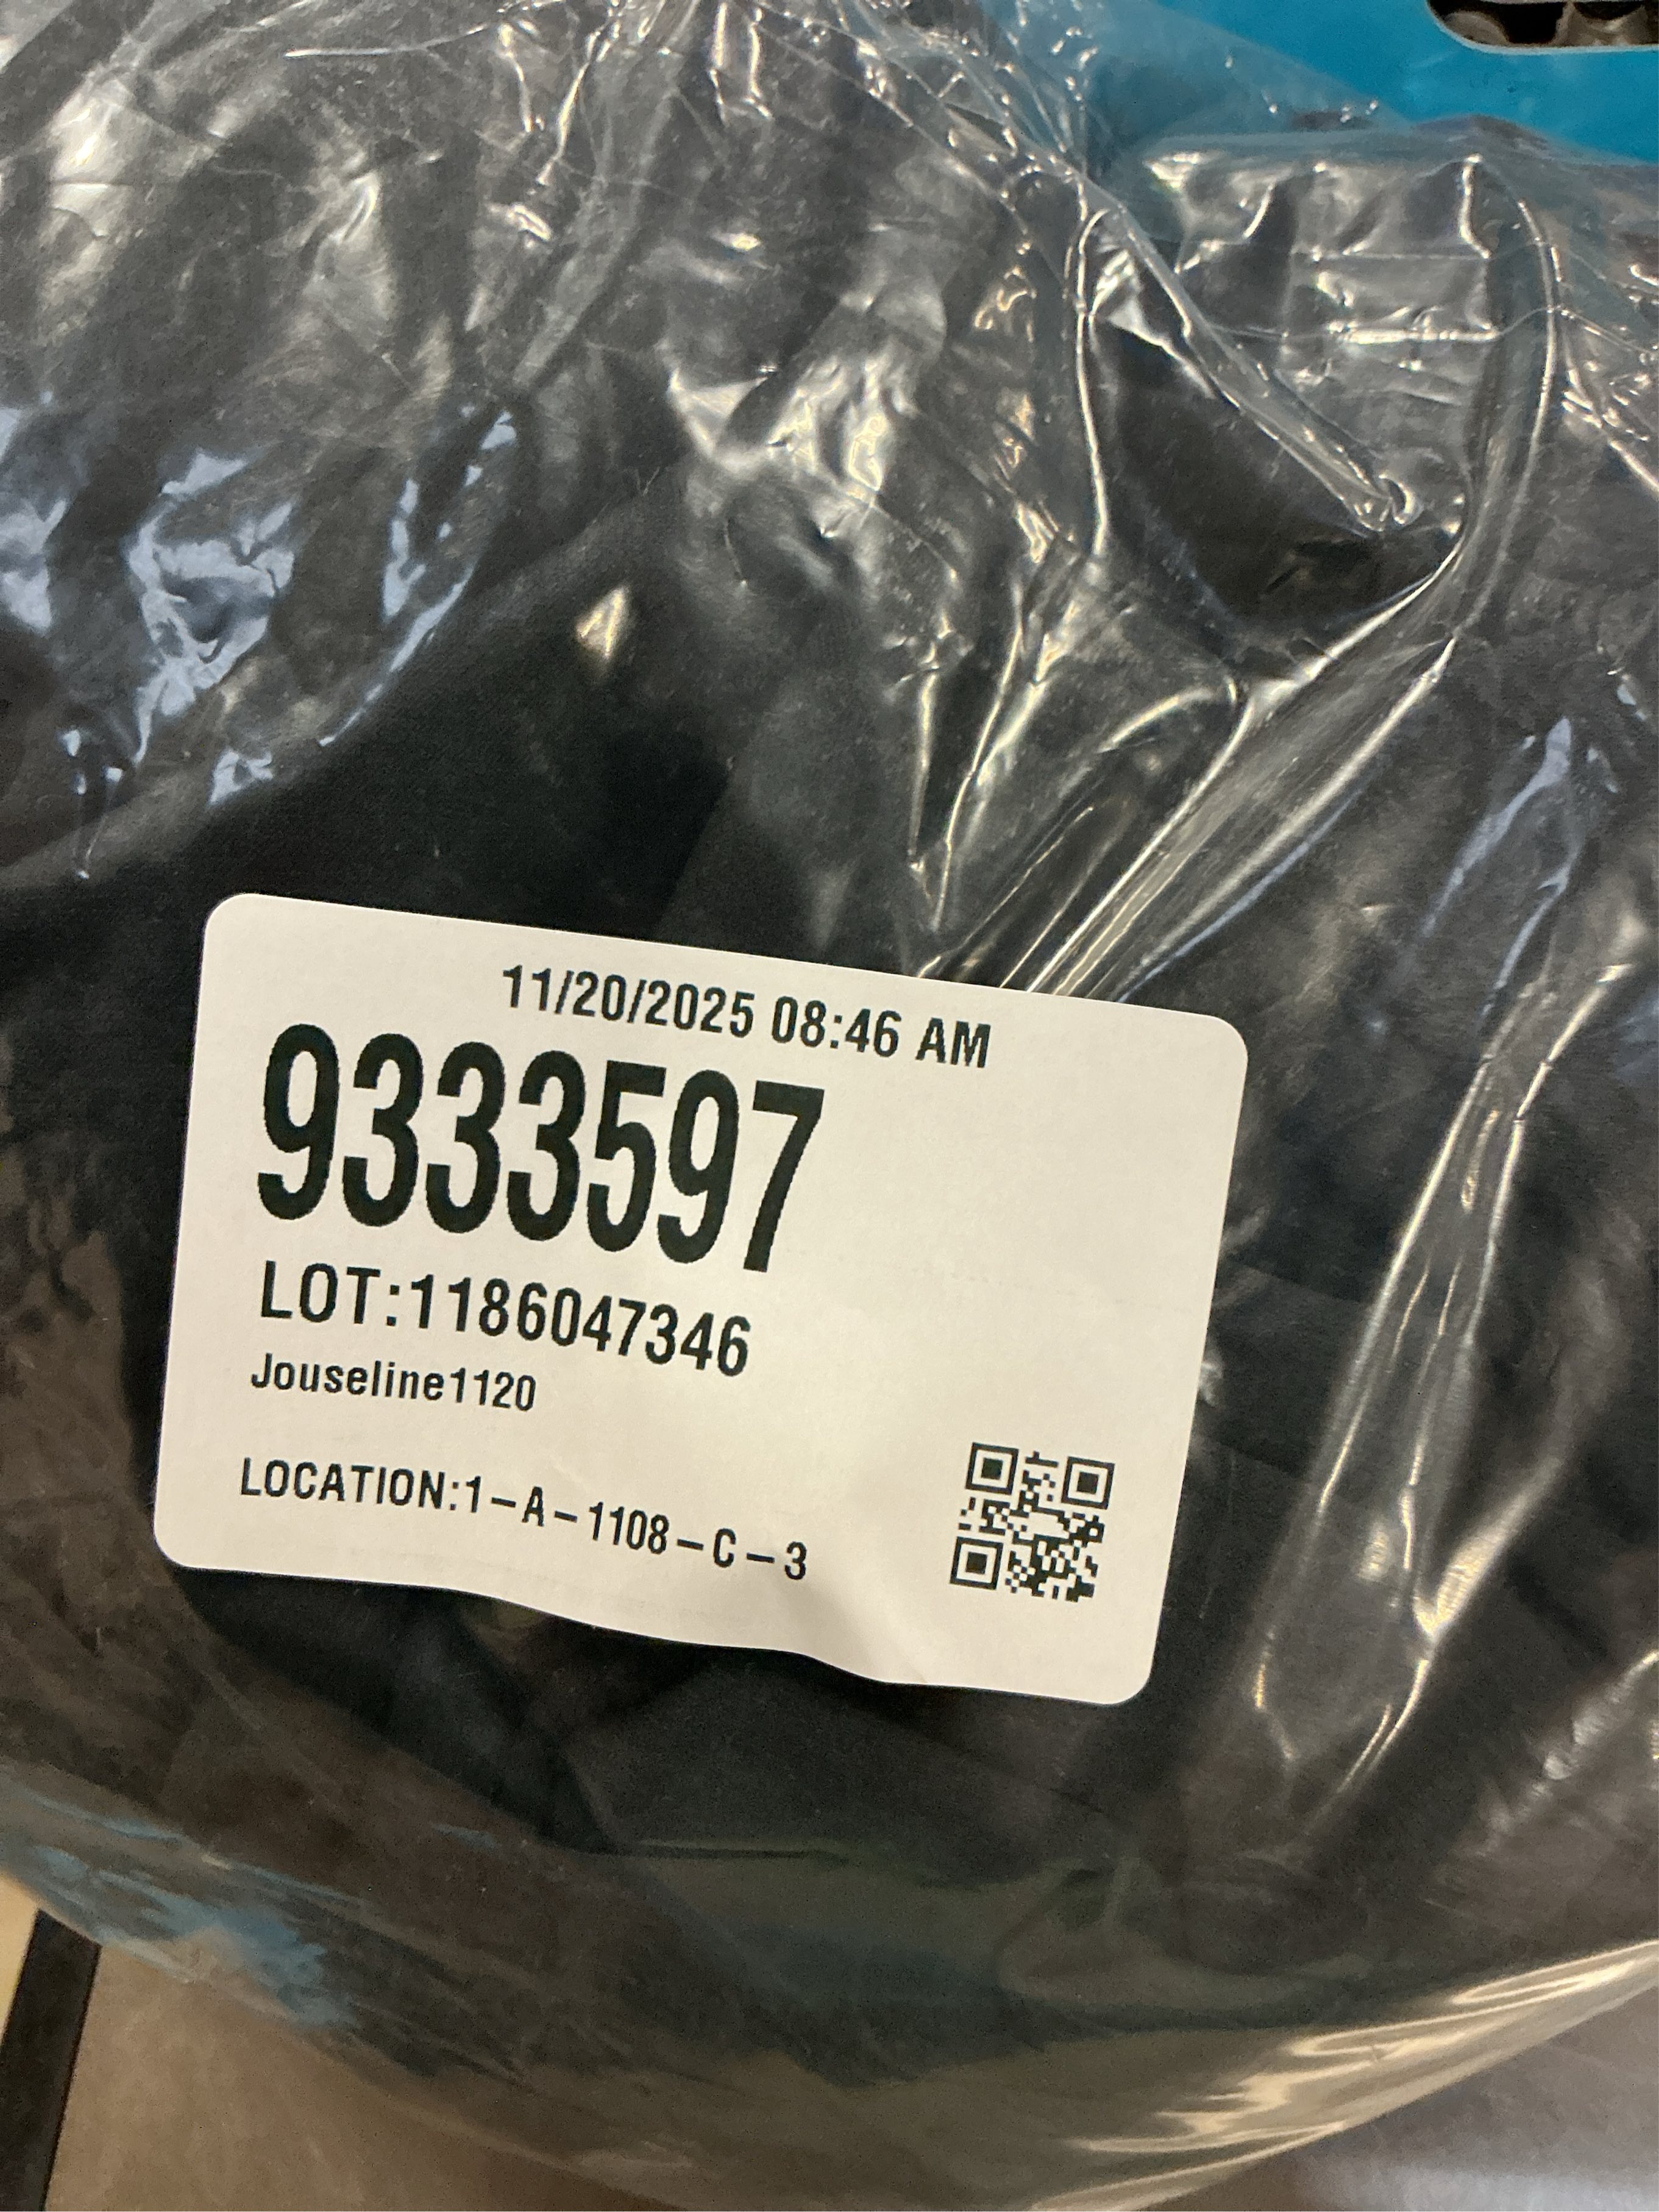 11/20/2025 08:46 AM
9333597
LOT:1186047346
Jouseline1120
LOCATION:1-A-1108-C-3